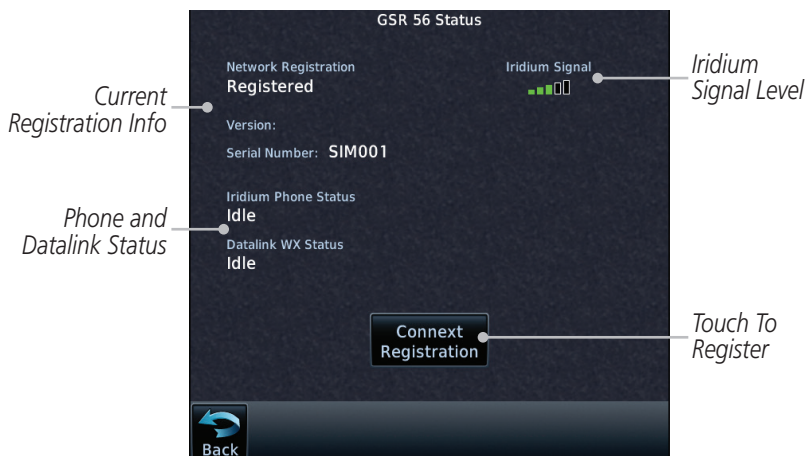 GSR 56 Status
Network Registration
Registered
Iridium Signal
Version:
Serial Number: SIM001
Iridium Phone Status
Idle
Datalink WX Status
Idle
Connext
Registration
Back
Current
Registration Info
Phone and
Datalink Status
Iridium
Signal Level
Touch To
Register